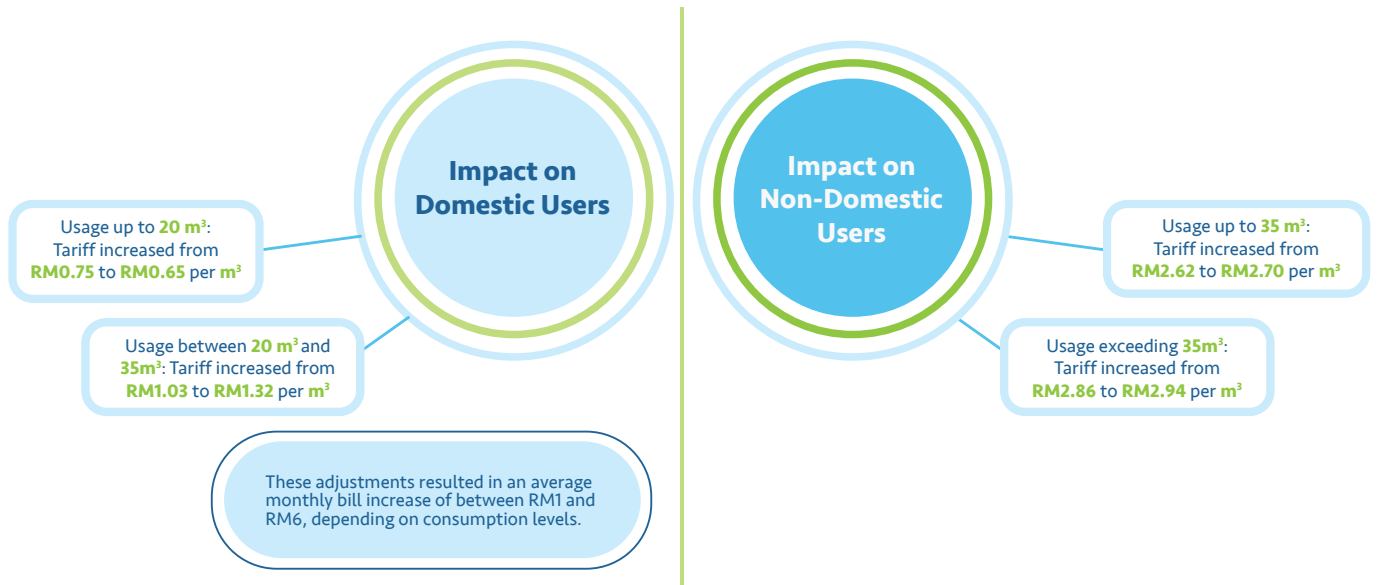 Impact on
Domestic Users
Usage up to 20 m³:
Tariff increased from
RM0.75 to RM0.65 per m³
Usage between 20 m³ and
35m³: Tariff increased from
RM1.03 to RM1.32 per m³
These adjustments resulted in an average
monthly bill increase of between RM1 and
RM6, depending on consumption levels.
Impact on
Non-Domestic
Users
Usage up to 35 m³:
Tariff increased from
RM2.62 to RM2.70 per m³
Usage exceeding 35m³:
Tariff increased from
RM2.86 to RM2.94 per m³